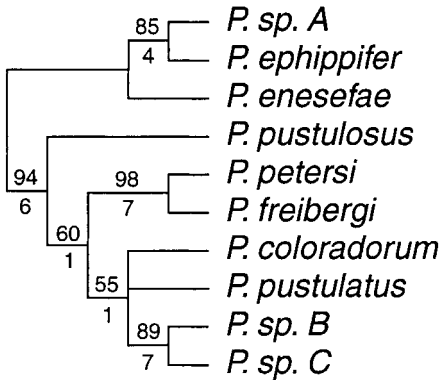 85 P. sp. A
4 P. ephippifer
P. enesefae
P. pustulosus
94 98 P. petersi
6 7 P. freibergi
60 P. coloradorum
1
55 P. pustulatus
1
89 P. sp. B
7 P. sp. C